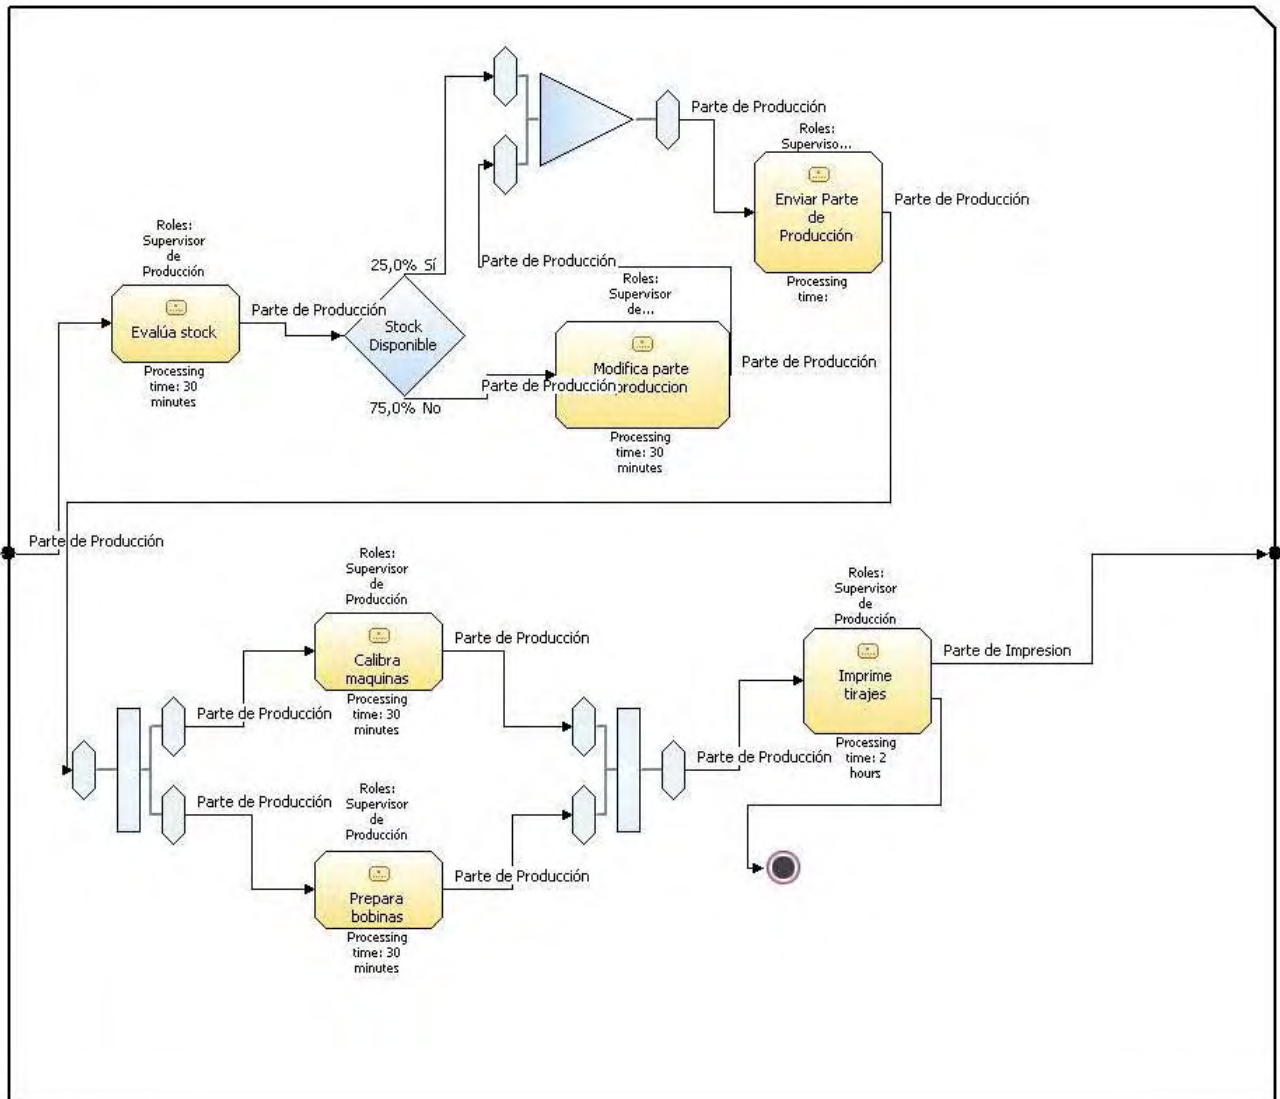 Parte de Producción
Roles:
Superviso...
Enviar Parte
de
Producción
Processing
time:
Parte de Producción
Roles:
Supervisor
de
Producción
Evalúa stock
Processing
time: 30
minutes
Parte de Producción
25,0% Sí
Stock
Disponible
75,0% No
Parte de Producción
Roles:
Supervisor
de...
Modifica parte
produccion
Processing
time: 30
minutes
Parte de Producción
Parte de Producción
Parte de Producción
Roles:
Supervisor
de
Producción
Calibra
maquinas
Processing
time: 30
minutes
Parte de Producción
Parte de Producción
Parte de Producción
Roles:
Supervisor
de
Producción
Prepara
bobinas
Processing
time: 30
minutes
Parte de Producción
Parte de Producción
Roles:
Supervisor
de
Producción
Imprime
tirajes
Processing
time: 2
hours
Parte de Impresion